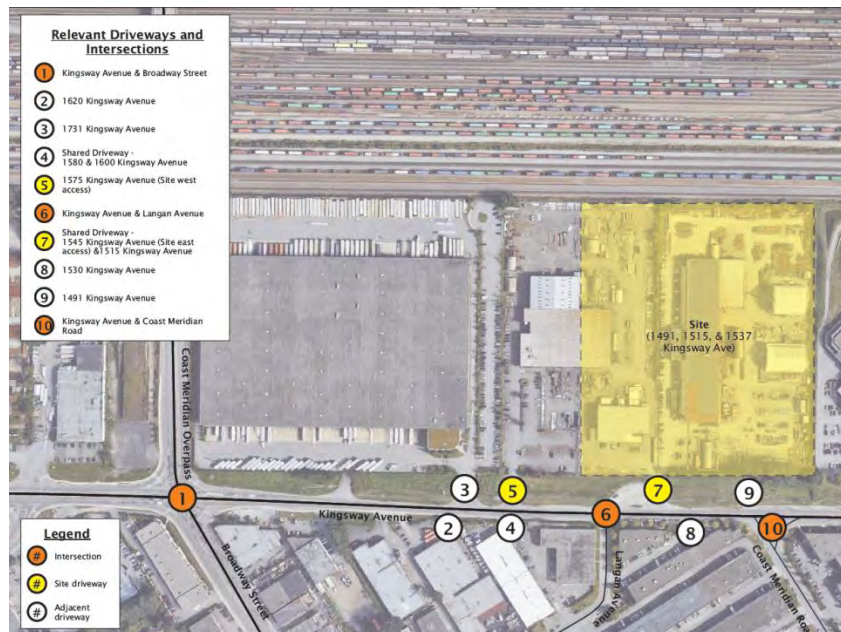 Relevant Driveways and
Intersections
1 Kingsway Avenue & Broadway Street
2 1620 Kingsway Avenue
3 1731 Kingsway Avenue
4 Shared Driveway -
1580 & 1600 Kingsway Avenue
5 1575 Kingsway Avenue (Site west
access)
6 Kingsway Avenue & Langan Avenue
7 Shared Driveway -
1545 Kingsway Avenue (Site east
access) &1515 Kingsway Avenue
8 1530 Kingsway Avenue
9 1491 Kingsway Avenue
10 Kingsway Avenue & Coast Meridian
Road
Site
(1491, 1515, & 1537
Kingsway Ave)
Coast Meridian Overpass
3
5
7
9
1
Kingsway Avenue
6
10
2
4
8
Broadway Street
Langan Avenue
Coast Meridian Road
Legend
# Intersection
# Site driveway
# Adjacent
driveway